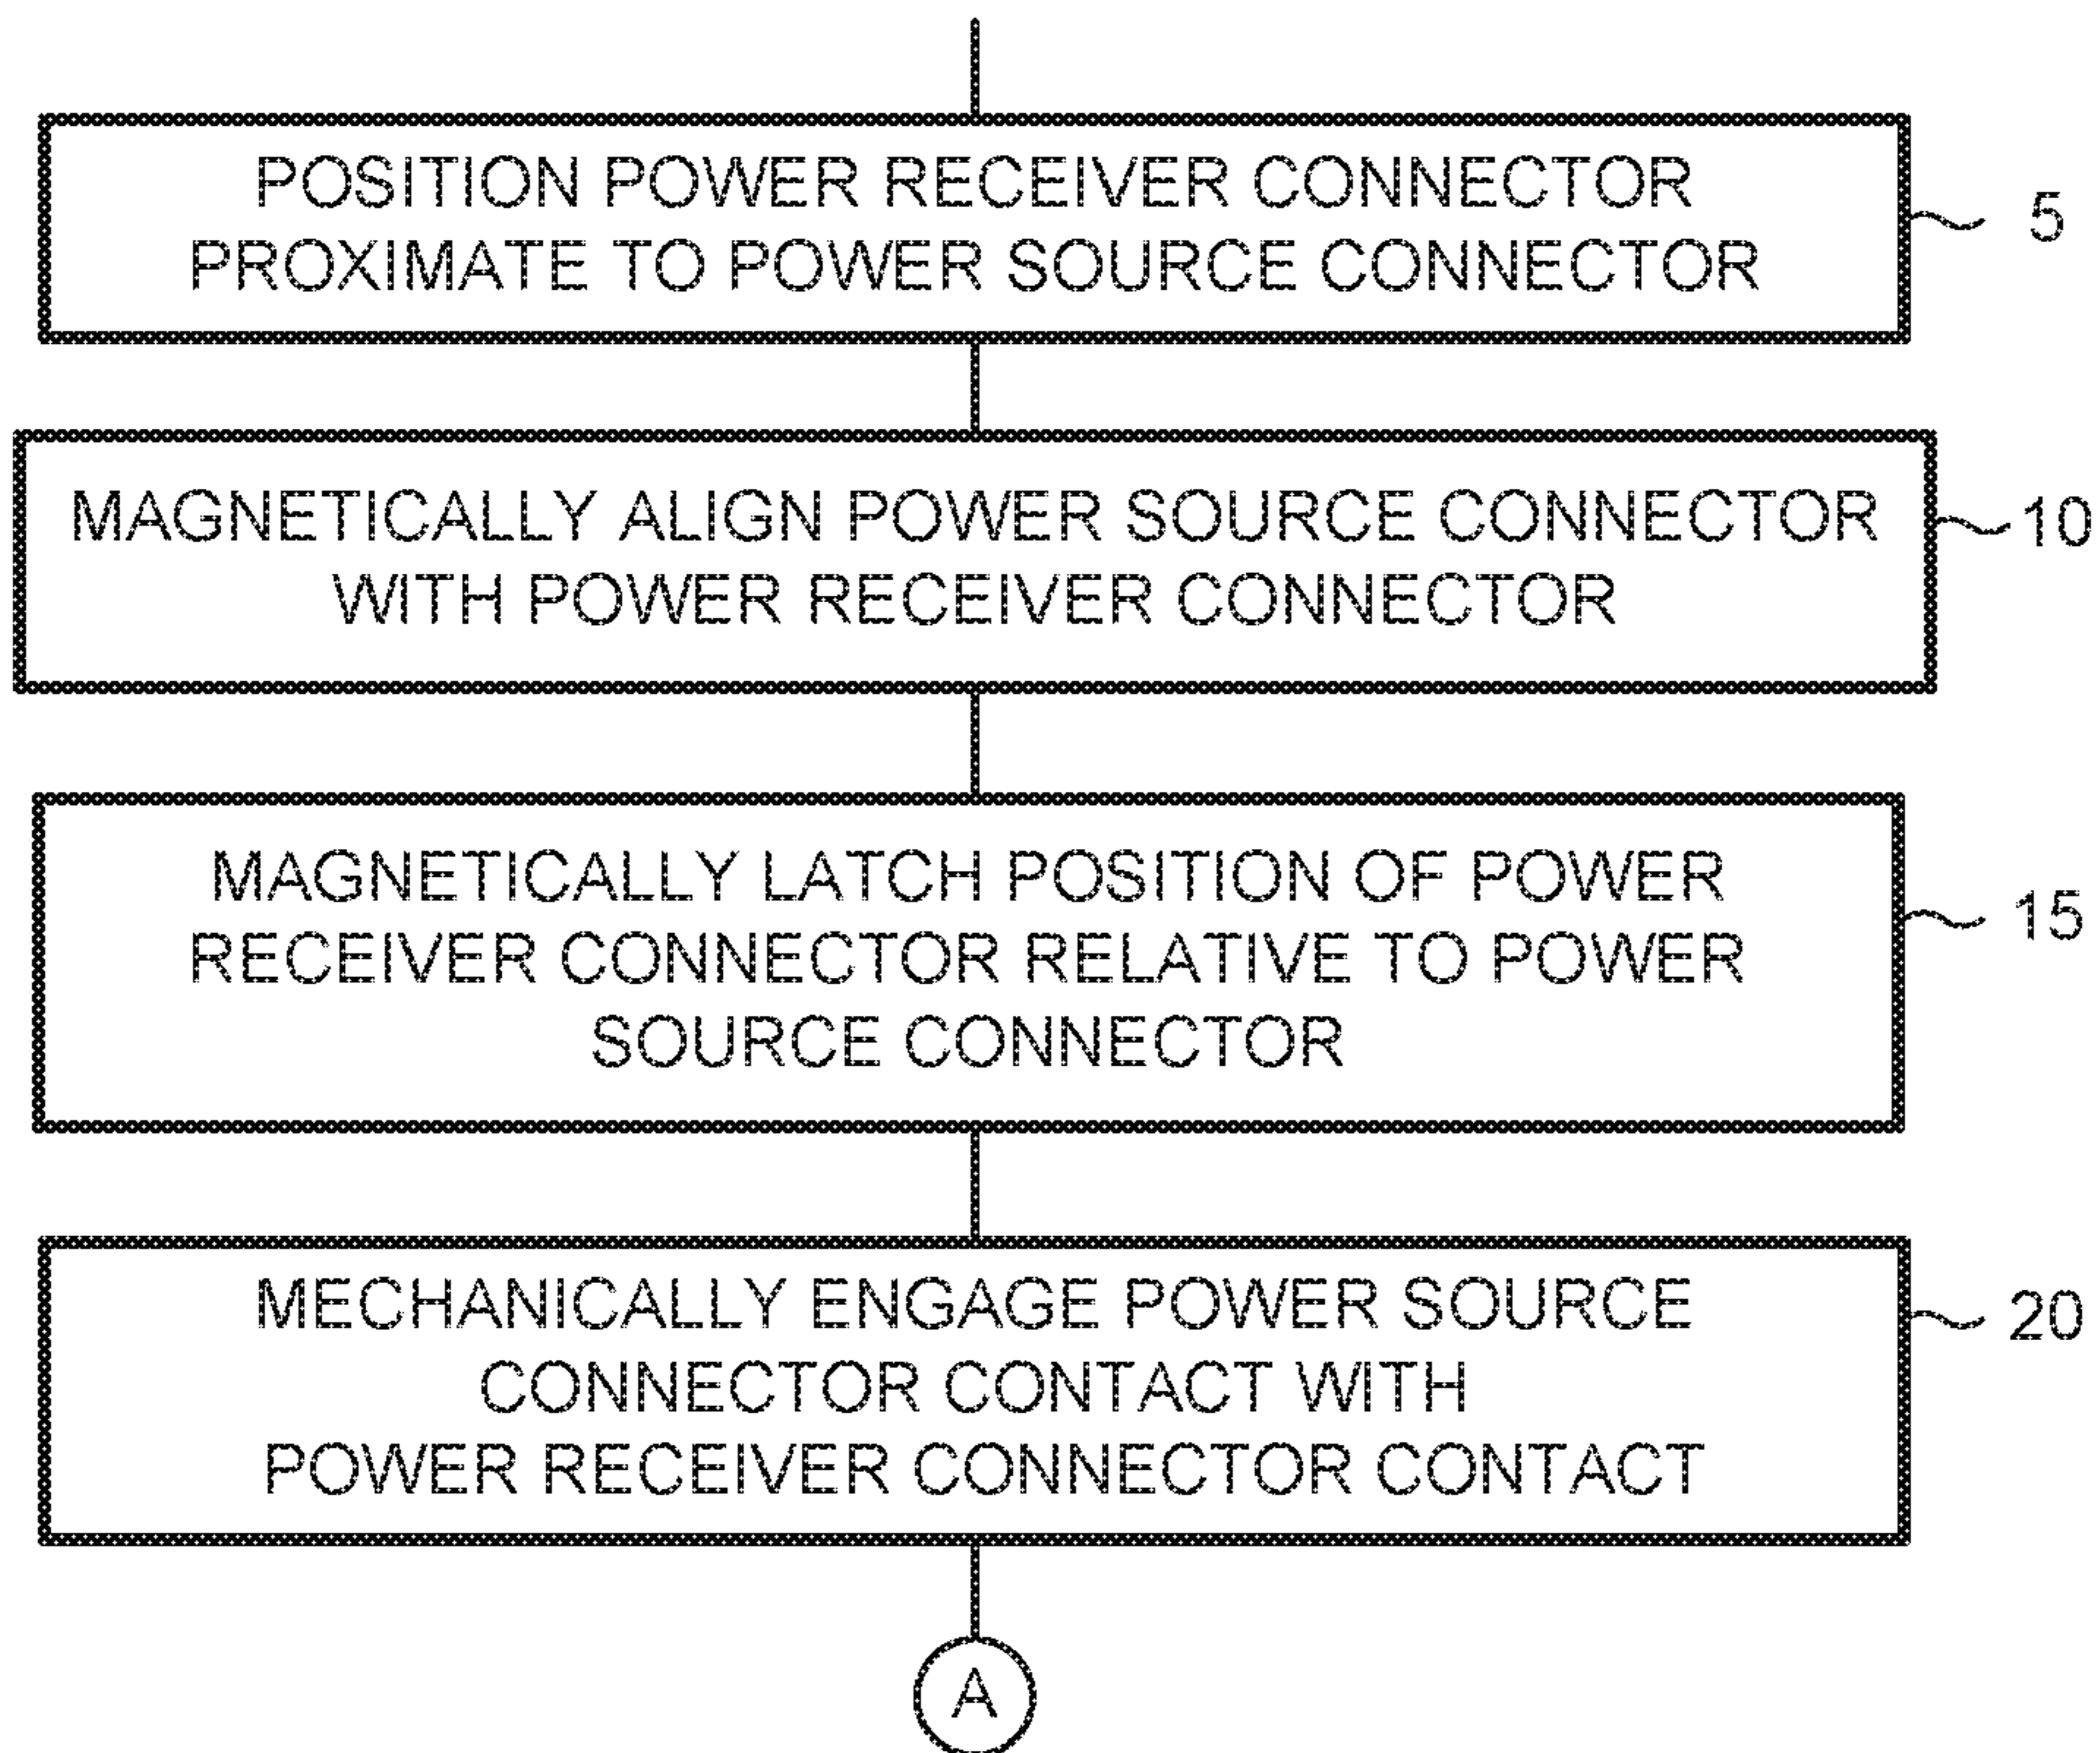 POSITION POWER RECEIVER CONNECTOR
PROXIMATE TO POWER SOURCE CONNECTOR
5
MAGNETICALLY ALIGN POWER SOURCE CONNECTOR
WITH POWER RECEIVER CONNECTOR
10
MAGNETICALLY LATCH POSITION OF POWER
RECEIVER CONNECTOR RELATIVE TO POWER
SOURCE CONNECTOR
15
MECHANICALLY ENGAGE POWER SOURCE
CONNECTOR CONTACT WITH
POWER RECEIVER CONNECTOR CONTACT
20
A